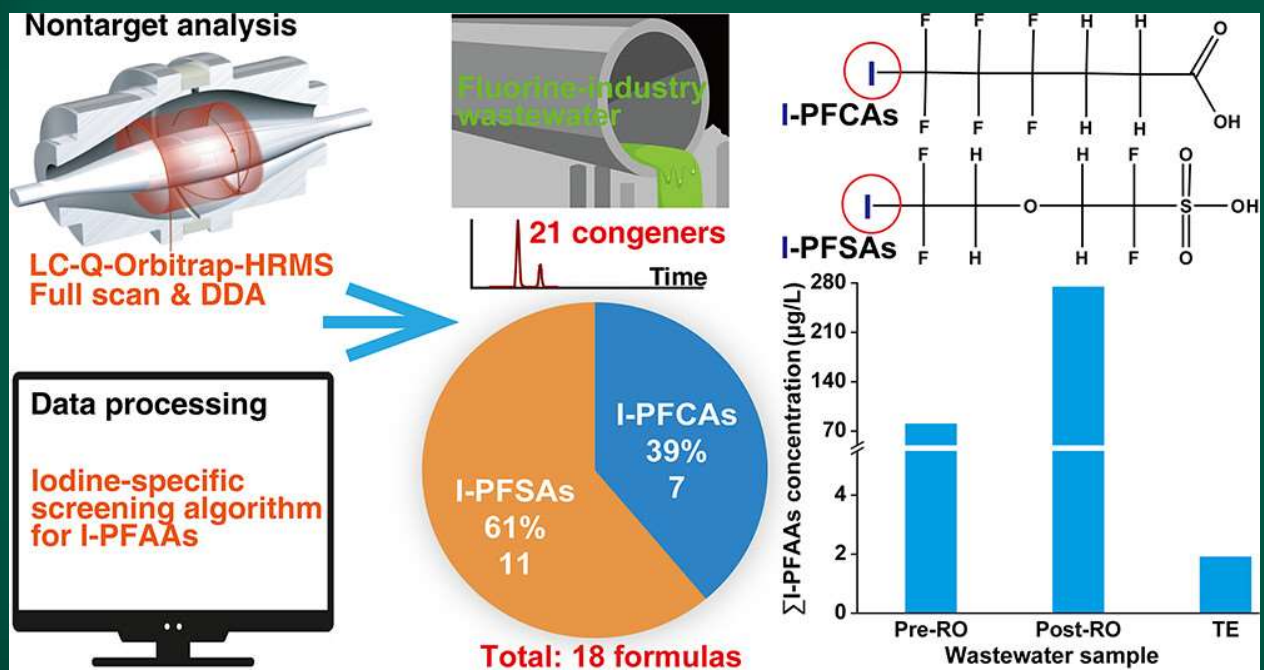 Nontarget analysis
LC-Q-Orbitrap-HRMS
Full scan & DDA
Data processing
Iodine-specific
screening algorithm
for I-PFAAs
Fluorine-industry
wastewater
21 congeners
Time
I-PFCAs
39%
7
I-PFSAs
61%
11
Total: 18 formulas
F F F H H O
I
I-PFCAs
F F F H H OH
F H H F O
I O S OH
I-PFSAs
F H H F O
∑I-PFAAs concentration (µg/L)
280
210
140
70
4
2
0
Pre-RO Post-RO TE
Wastewater sample